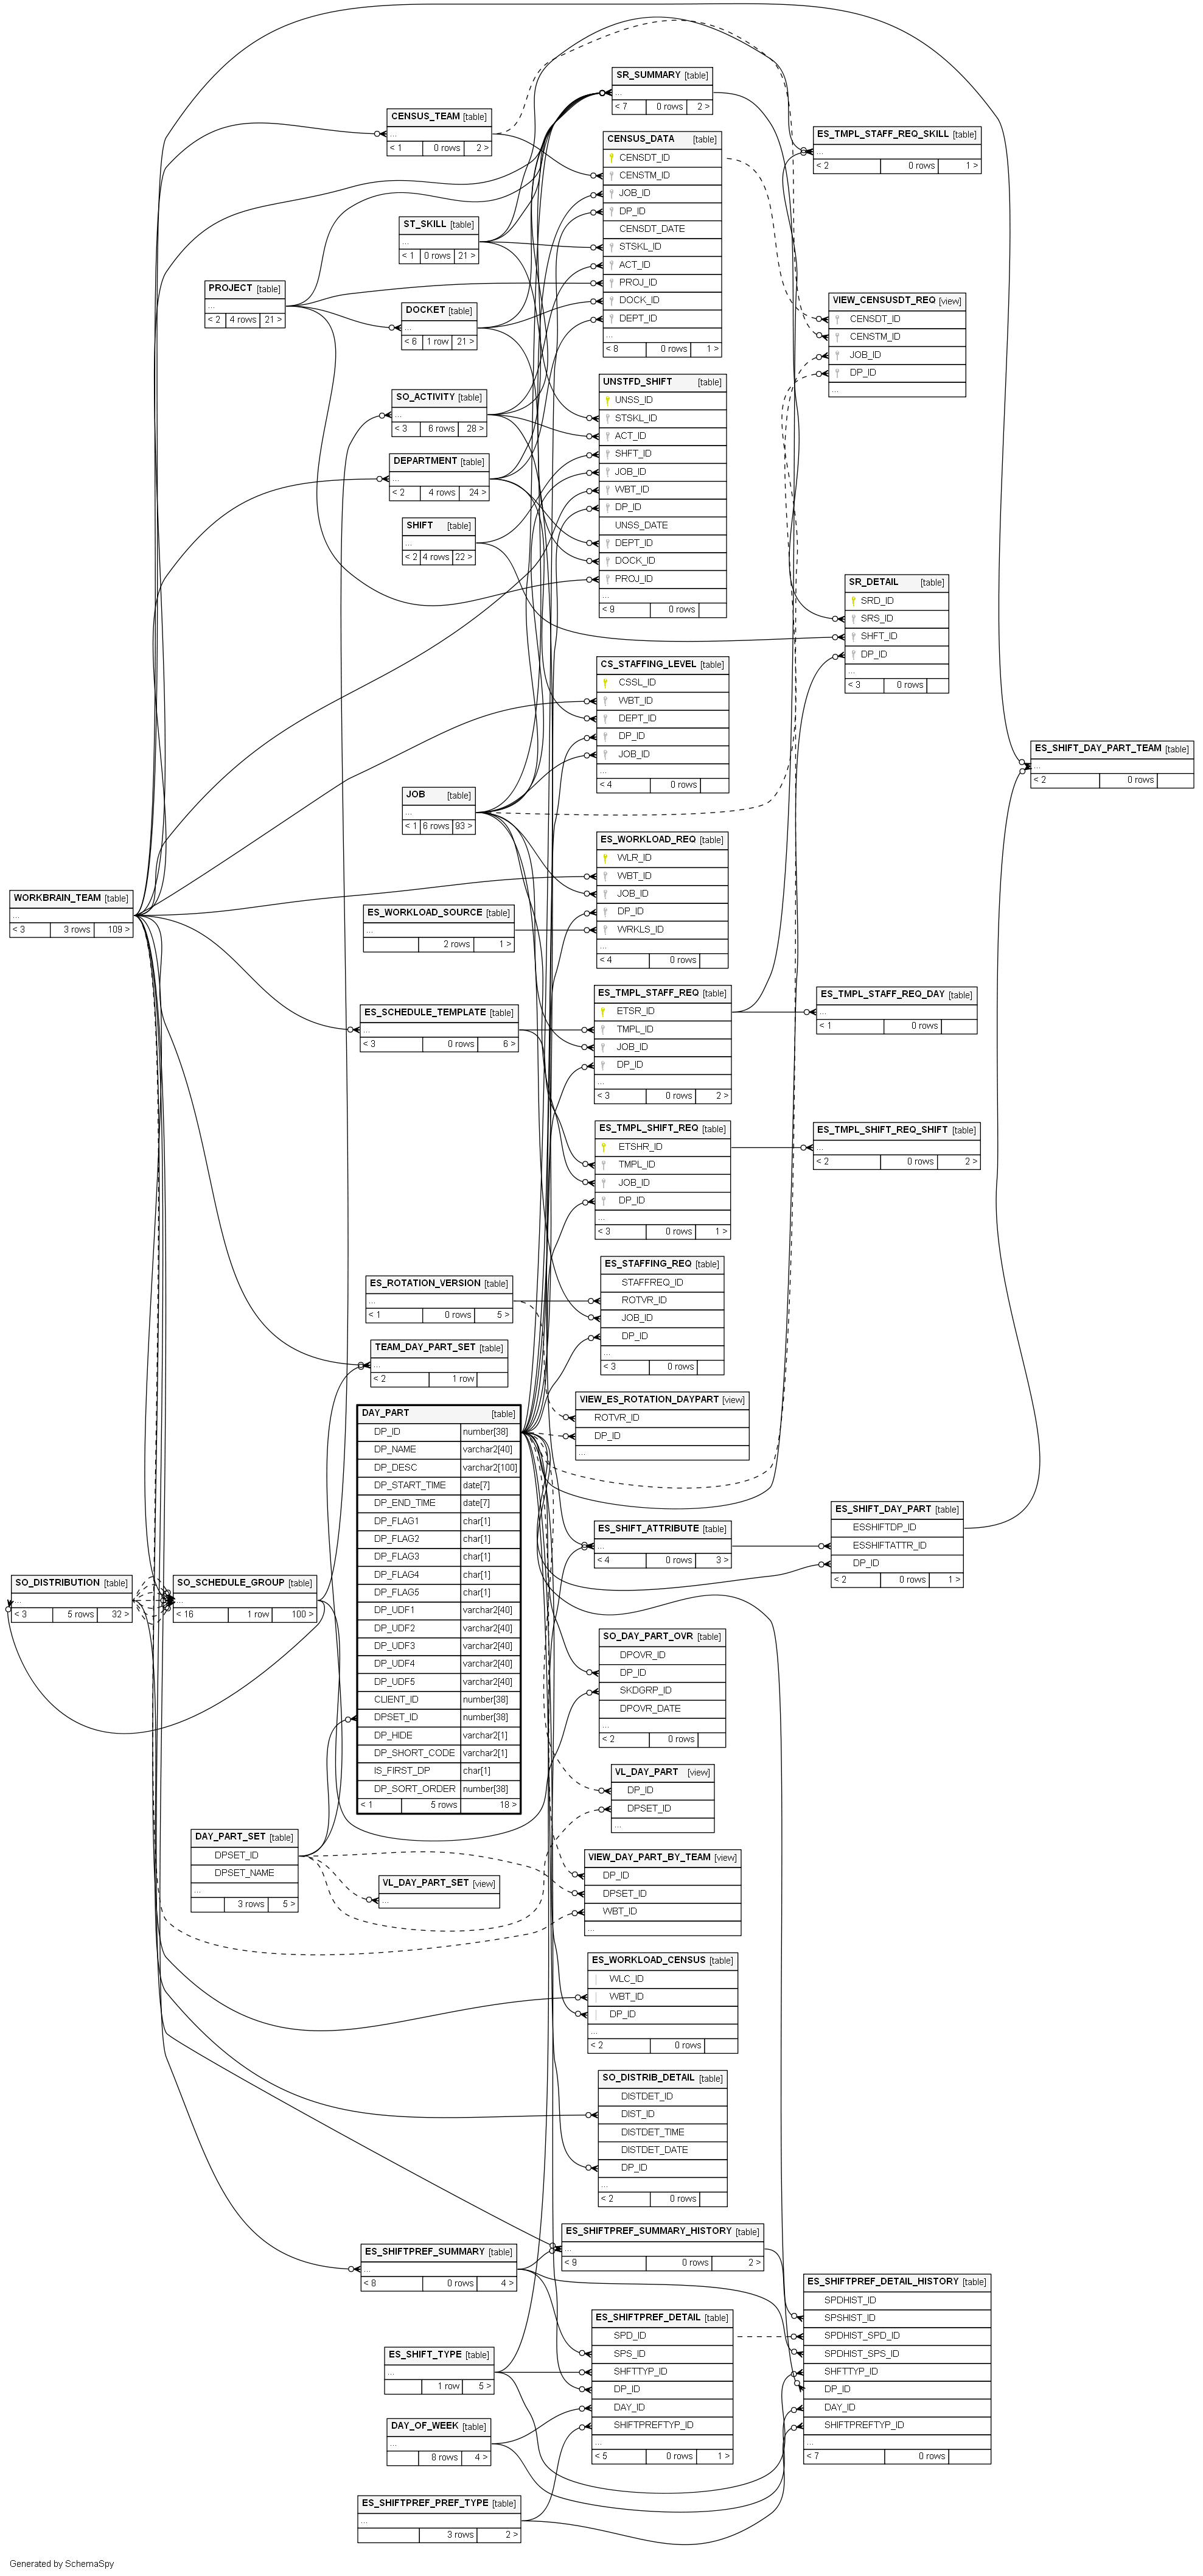 SR_SUMMARY [table]
...
< 7 0 rows 2 >
CENSUS_TEAM [table]
...
< 1 0 rows 2 >
ES_TMPL_STAFF_REQ_SKILL [table]
...
< 2 0 rows 1 >
CENSUS_DATA [table]
CENSDT_ID
CENSTM_ID
JOB_ID
DP_ID
CENSDT_DATE
STSKL_ID
ACT_ID
PROJ_ID
DOCK_ID
DEPT_ID
...
< 8 0 rows 1 >
ST_SKILL [table]
...
< 1 0 rows 21 >
PROJECT [table]
...
< 2 4 rows 21 >
DOCKET [table]
...
< 6 1 row 21 >
VIEW_CENSUSDT_REQ [view]
CENSDT_ID
CENSTM_ID
JOB_ID
DP_ID
...
SO_ACTIVITY [table]
...
< 3 6 rows 28 >
DEPARTMENT [table]
...
< 2 4 rows 24 >
SHIFT [table]
...
< 2 4 rows 22 >
UNSTFD_SHIFT [table]
UNSS_ID
STSKL_ID
ACT_ID
SHFT_ID
JOB_ID
WBT_ID
DP_ID
UNSS_DATE
DEPT_ID
DOCK_ID
PROJ_ID
...
< 9 0 rows
SR_DETAIL [table]
SRD_ID
SRS_ID
SHFT_ID
DP_ID
...
< 3 0 rows
CS_STAFFING_LEVEL [table]
CSSL_ID
WBT_ID
DEPT_ID
DP_ID
JOB_ID
...
< 4 0 rows
ES_SHIFT_DAY_PART_TEAM [table]
...
< 2 0 rows
JOB [table]
...
< 1 6 rows 93 >
ES_WORKLOAD_REQ [table]
WLR_ID
WBT_ID
JOB_ID
DP_ID
WRKLS_ID
...
< 4 0 rows
WORKBRAIN_TEAM [table]
...
< 3 3 rows 109 >
ES_WORKLOAD_SOURCE [table]
...
2 rows 1 >
ES_SCHEDULE_TEMPLATE [table]
...
< 3 0 rows 6 >
ES_TMPL_STAFF_REQ [table]
ETSR_ID
TMPL_ID
JOB_ID
DP_ID
...
< 3 0 rows 2 >
ES_TMPL_STAFF_REQ_DAY [table]
...
< 1 0 rows
ES_TMPL_SHIFT_REQ [table]
ETSHR_ID
TMPL_ID
JOB_ID
DP_ID
...
< 3 0 rows 1 >
ES_TMPL_SHIFT_REQ_SHIFT [table]
...
< 2 0 rows 2 >
ES_STAFFING_REQ [table]
STAFFREQ_ID
ROTVR_ID
JOB_ID
DP_ID
...
< 3 0 rows
ES_ROTATION_VERSION [table]
...
< 1 0 rows 5 >
TEAM_DAY_PART_SET [table]
...
< 2 1 row
VIEW_ES_ROTATION_DAYPART [view]
ROTVR_ID
DP_ID
...
DAY_PART [table]
DP_ID number[38]
DP_NAME varchar2[40]
DP_DESC varchar2[100]
DP_START_TIME date[7]
DP_END_TIME date[7]
DP_FLAG1 char[1]
DP_FLAG2 char[1]
DP_FLAG3 char[1]
DP_FLAG4 char[1]
DP_FLAG5 char[1]
DP_UDF1 varchar2[40]
DP_UDF2 varchar2[40]
DP_UDF3 varchar2[40]
DP_UDF4 varchar2[40]
DP_UDF5 varchar2[40]
CLIENT_ID number[38]
DPSET_ID number[38]
DP_HIDE varchar2[1]
DP_SHORT_CODE varchar2[1]
IS_FIRST_DP char[1]
DP_SORT_ORDER number[38]
< 1 5 rows 18 >
ES_SHIFT_ATTRIBUTE [table]
...
< 4 0 rows 3 >
ES_SHIFT_DAY_PART [table]
ESSHIFTDP_ID
ESSHIFTATTR_ID
DP_ID
< 2 0 rows 1 >
SO_DISTRIBUTION [table]
...
< 3 5 rows 32 >
SO_SCHEDULE_GROUP [table]
...
< 16 1 row 100 >
SO_DAY_PART_OVR [table]
DPOVR_ID
DP_ID
SKDGRP_ID
DPOVR_DATE
...
< 2 0 rows
VL_DAY_PART [view]
DP_ID
DPSET_ID
...
DAY_PART_SET [table]
DPSET_ID
DPSET_NAME
...
3 rows 5 >
VL_DAY_PART_SET [view]
...
VIEW_DAY_PART_BY_TEAM [view]
DP_ID
DPSET_ID
WBT_ID
...
ES_WORKLOAD_CENSUS [table]
WLC_ID
WBT_ID
DP_ID
...
< 2 0 rows
SO_DISTRIB_DETAIL [table]
DISTDET_ID
DIST_ID
DISTDET_TIME
DISTDET_DATE
DP_ID
...
< 2 0 rows
ES_SHIFTPREF_SUMMARY_HISTORY [table]
...
< 9 0 rows 2 >
ES_SHIFTPREF_SUMMARY [table]
...
< 8 0 rows 4 >
ES_SHIFTPREF_DETAIL_HISTORY [table]
SPDHIST_ID
SPSHIST_ID
SPDHIST_SPD_ID
SPDHIST_SPS_ID
SHFTTYP_ID
DP_ID
DAY_ID
SHIFTPREFTYP_ID
...
< 7 0 rows
ES_SHIFTPREF_DETAIL [table]
SPD_ID
SPS_ID
SHFTTYP_ID
DP_ID
DAY_ID
SHIFTPREFTYP_ID
...
< 5 0 rows 1 >
ES_SHIFT_TYPE [table]
...
1 row 5 >
DAY_OF_WEEK [table]
...
8 rows 4 >
ES_SHIFTPREF_PREF_TYPE [table]
...
3 rows 2 >
Generated by SchemaSpy